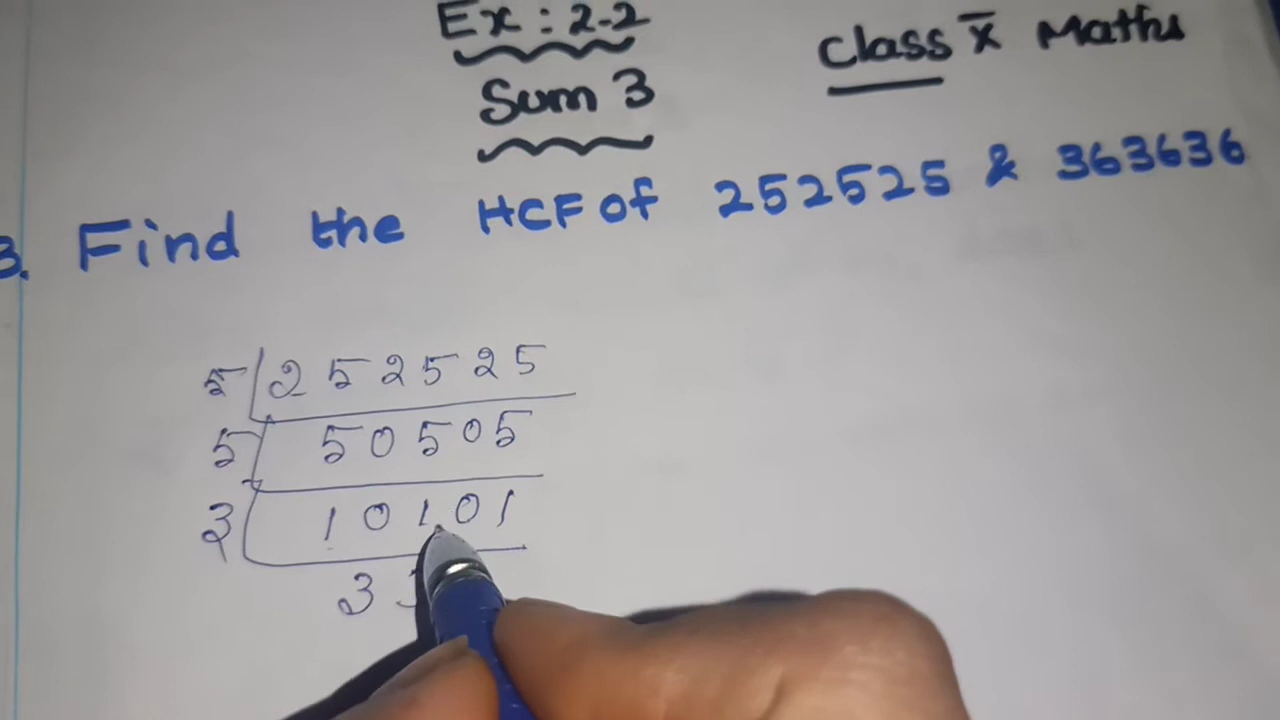 Ex : 2-2
Class X Maths
Sum 3
3. Find the HCF of 252525 & 363636
5 252525
5 50505
3 10101
3